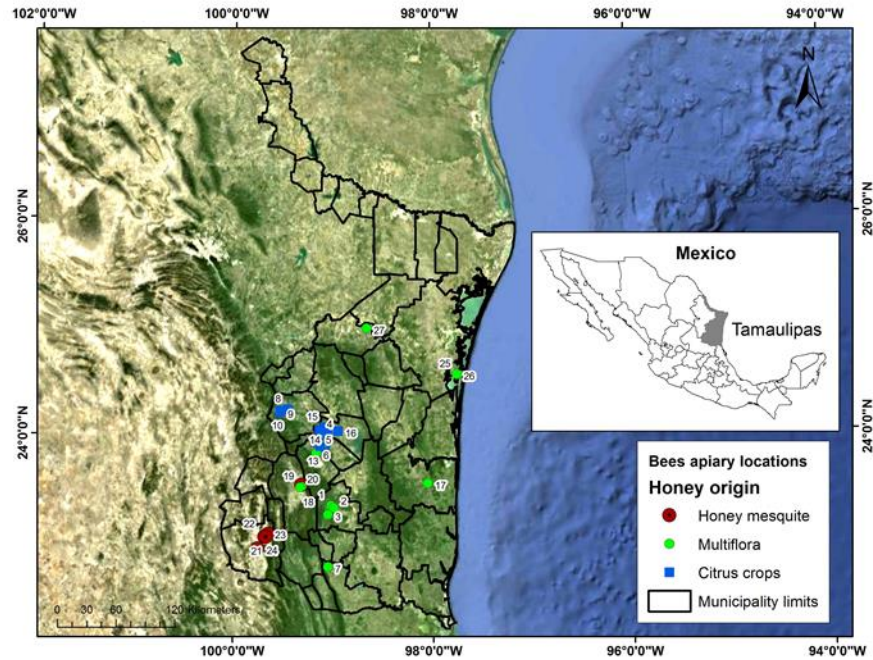 102°0'0"W 100°0'0"W 98°0'0"W 96°0'0"W 94°0'0"W
N
26°0'0"N 26°0'0"N
Mexico
Tamaulipas
27
25
26
8
9
10
15
4
16
14
5
24°0'0"N 24°0'0"N
6
13
19
20
18
17
1
2
3
22
23
21
24
7
Bees apiary locations
Honey origin
Honey mesquite
Multiflora
Citrus crops
Municipality limits
0 30 60 120 Kilometers
100°0'0"W 98°0'0"W 96°0'0"W 94°0'0"W